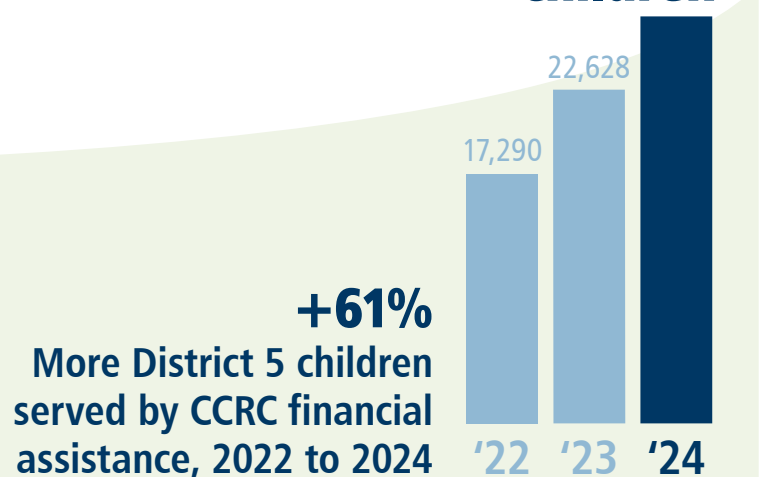 22,628
17,290
+61%
More District 5 children
served by CCRC financial
assistance, 2022 to 2024
‘22 ‘23 ‘24